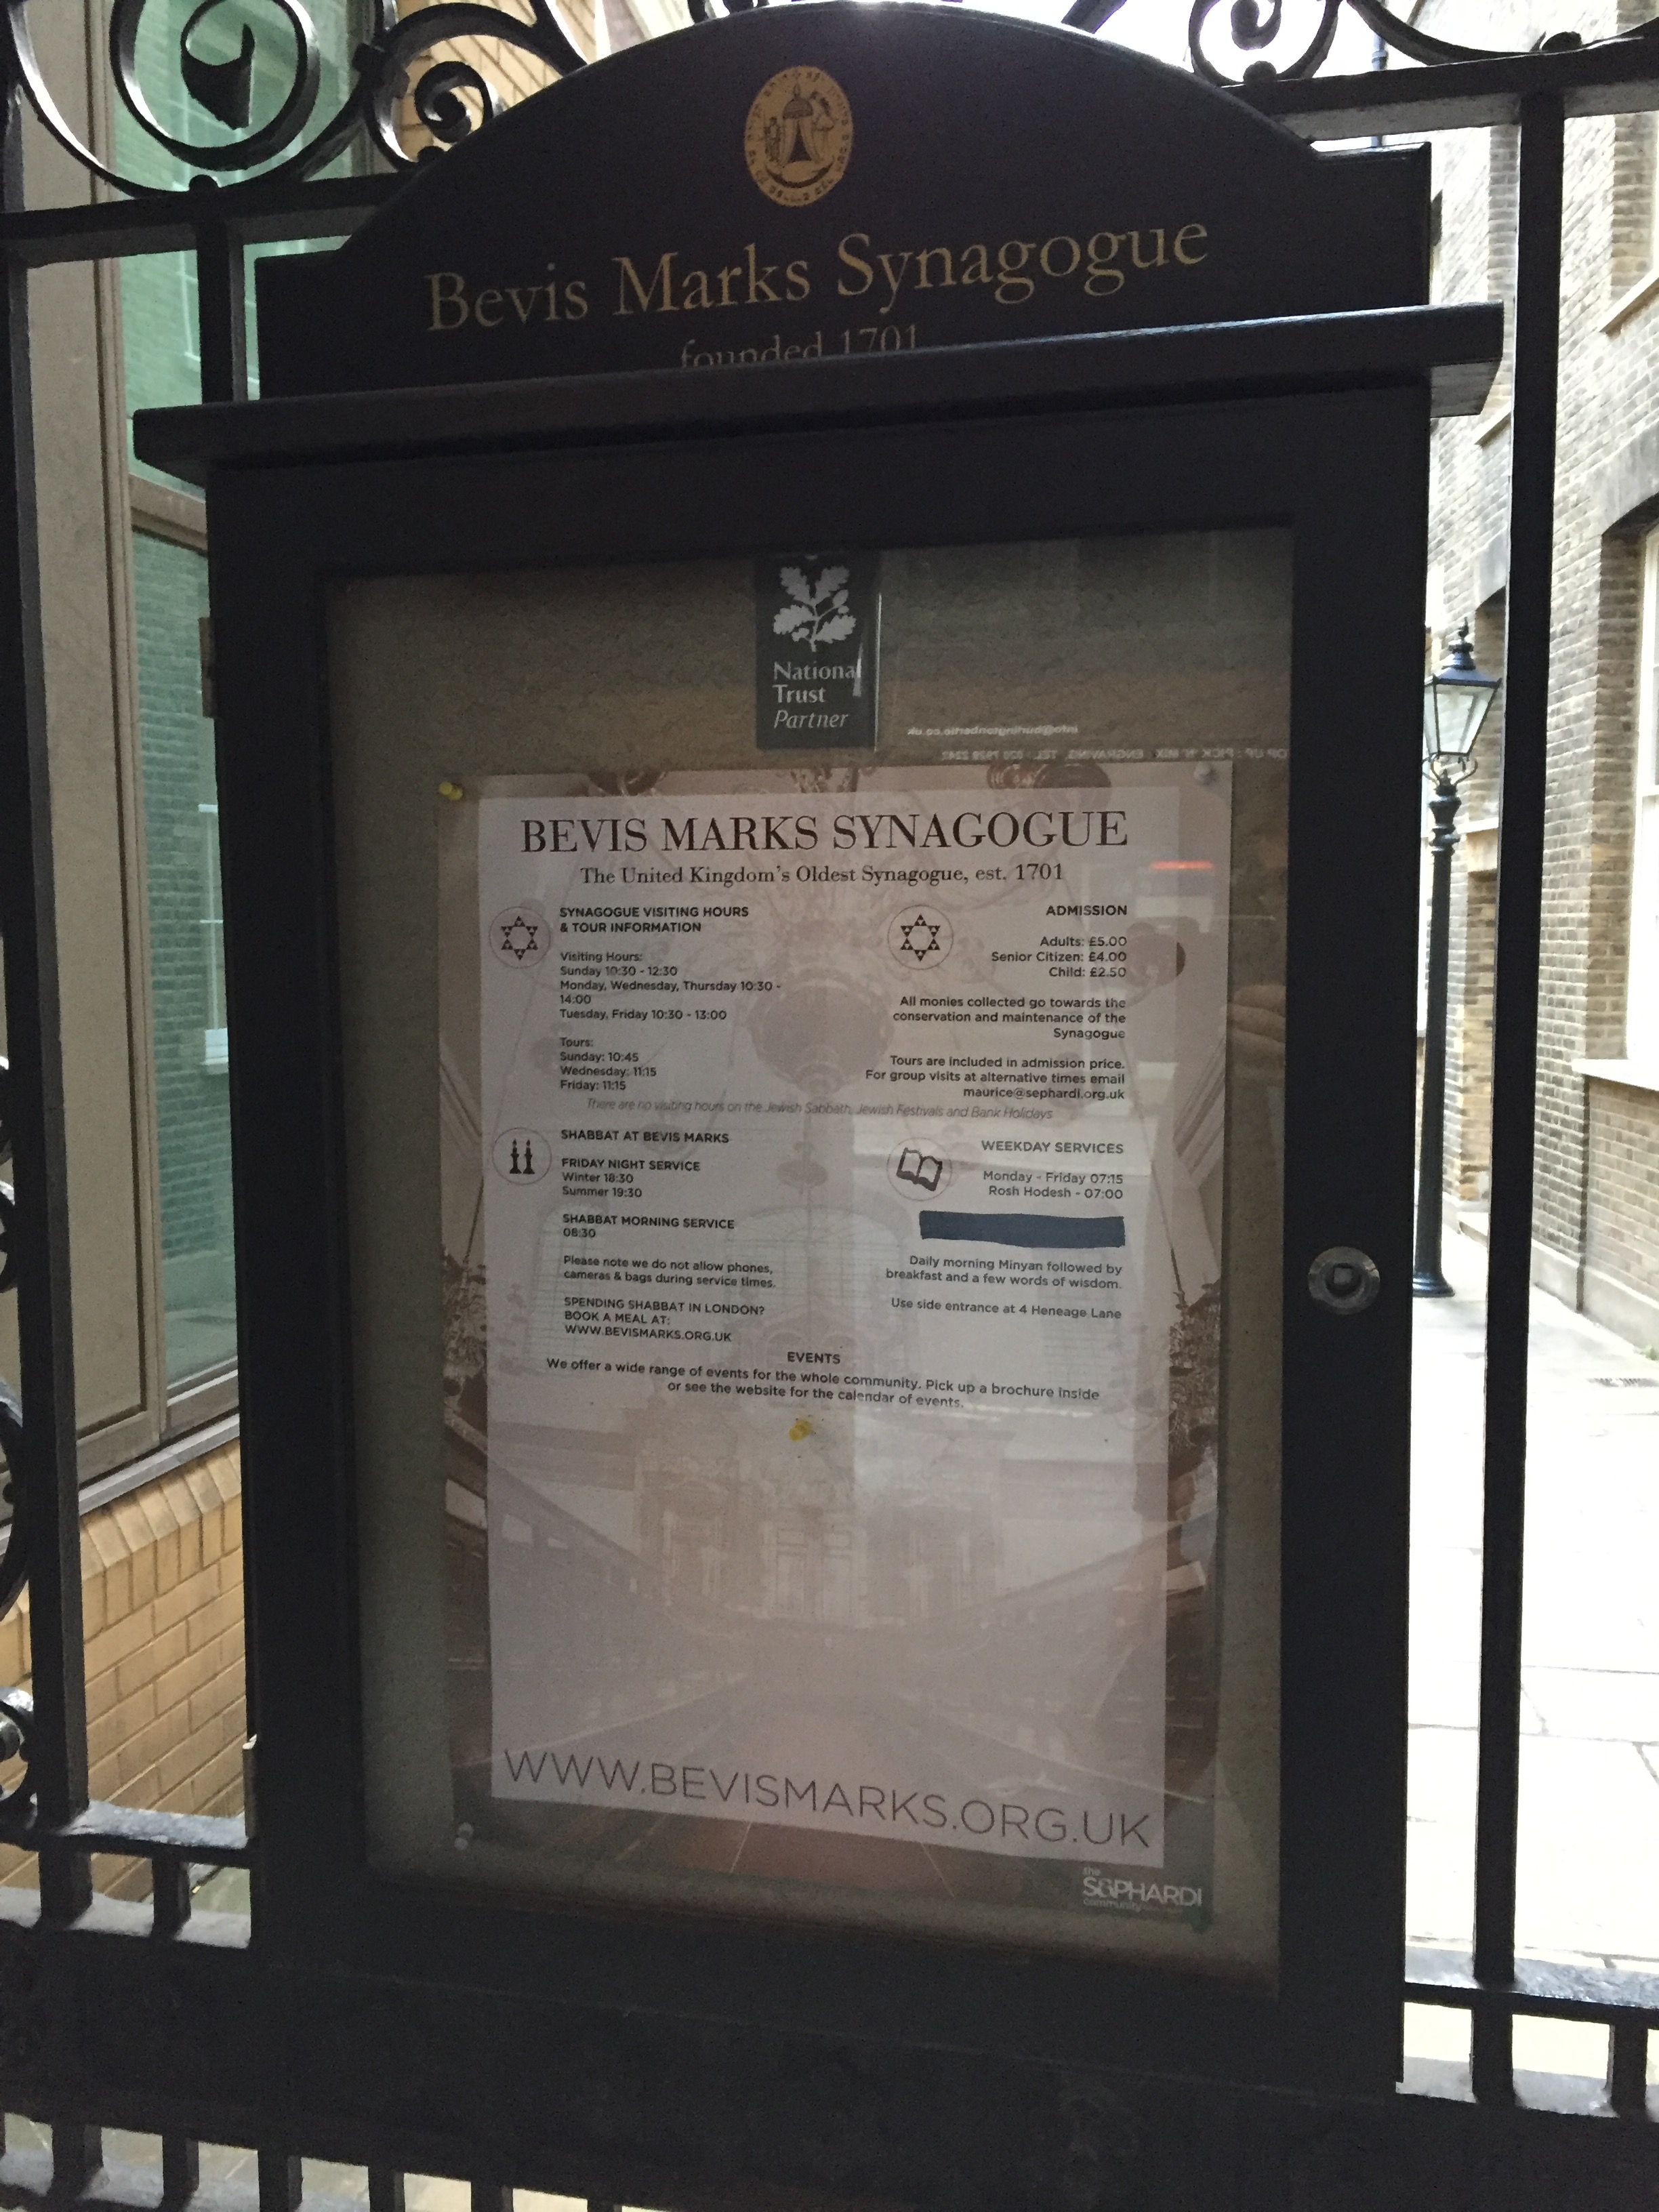 Bevis Marks Synagogue
founded 1701
National
Trust
Partner
info@burlingtonbertie.co.uk
BEVIS MARKS SYNAGOGUE
The United Kingdom's Oldest Synagogue, est. 1701
SYNAGOGUE VISITING HOURS
& TOUR INFORMATION
Visiting Hours:
Sunday 10:30 - 12:30
Monday, Wednesday, Thursday 10:30 -
14:00
Tuesday, Friday 10:30 - 13:00
Tours:
Sunday: 10:45
Wednesday: 11:15
Friday: 11:15
ADMISSION
Adults: £5.00
Senior Citizen: £4.00
Child: £2.50
All monies collected go towards the
conservation and maintenance of the
Synagogue
Tours are included in admission price.
For group visits at alternative times email
maurice@sephardi.org.uk
There are no visiting hours on the Jewish Sabbath, Jewish Festivals and Bank Holidays
SHABBAT AT BEVIS MARKS
FRIDAY NIGHT SERVICE
Winter 18:30
Summer 19:30
SHABBAT MORNING SERVICE
08:30
Please note we do not allow phones,
cameras & bags during service times.
SPENDING SHABBAT IN LONDON?
BOOK A MEAL AT:
WWW.BEVISMARKS.ORG.UK
WEEKDAY SERVICES
Monday - Friday 07:15
Rosh Hodesh - 07:00
Daily morning Minyan followed by
breakfast and a few words of wisdom.
Use side entrance at 4 Heneage Lane
EVENTS
We offer a wide range of events for the whole community. Pick up a brochure inside
or see the website for the calendar of events.
WWW.BEVISMARKS.ORG.UK
the
SEPHARDI
community